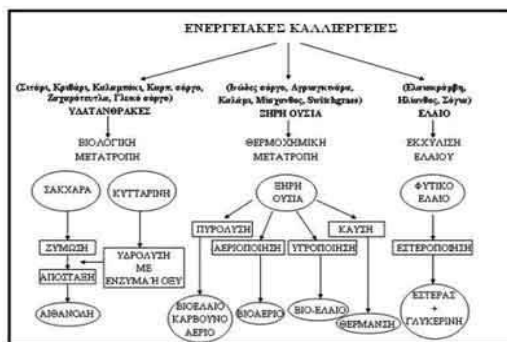 ΕΝΕΡΓΕΙΑΚΕΣ ΚΑΛΛΙΕΡΓΕΙΕΣ
(Σιτάρι, Κριθάρι, Καλαμπόκι, Κυτ. σόργο,
Ζαχαρότευτλα, Γλυκό σόργο)
ΥΔΑΤΑΝΘΡΑΚΕΣ
(Ινώδες σόργο, Αγριαγκινάρα,
Καλάμι, Μίσχανθος, Switchgrass)
ΞΗΡΗ ΟΥΣΙΑ
(Ελαιοκράμβη,
Ηλίανθος, Σόγια)
ΕΛΑΙΟ
ΒΙΟΛΟΓΙΚΗ
ΜΕΤΑΤΡΟΠΗ
ΘΕΡΜΟΧΗΜΙΚΗ
ΜΕΤΑΤΡΟΠΗ
ΕΚΧΥΛΙΣΗ
ΕΛΑΙΟΥ
ΣΑΚΧΑΡΑ
ΚΥΤΤΑΡΙΝΗ
ΞΗΡΗ
ΟΥΣΙΑ
ΦΥΤΙΚΟ
ΕΛΑΙΟ
ΠΥΡΟΛΥΣΗ
ΚΑΥΣΗ
ΖΥΜΩΣΗ
ΑΕΡΙΟΠΟΙΗΣΗ
ΥΓΡΟΠΟΙΗΣΗ
ΕΣΤΕΡΟΠΟΙΗΣΗ
ΥΔΡΟΛΥΣΗ
ΜΕ
ΕΝΖΥΜΑ Ή ΟΞΥ
ΑΠΟΣΤΑΞΗ
ΑΙΘΑΝΟΛΗ
ΒΙΟΕΛΑΙΟ
ΚΑΡΒΟΥΝΟ
ΑΕΡΙΟ
ΒΙΟΑΕΡΙΟ
ΒΙΟ-ΕΛΑΙΟ
ΘΕΡΜΑΝΣΗ
ΕΣΤΕΡΑΣ
+
ΓΛΥΚΕΡΙΝΗ